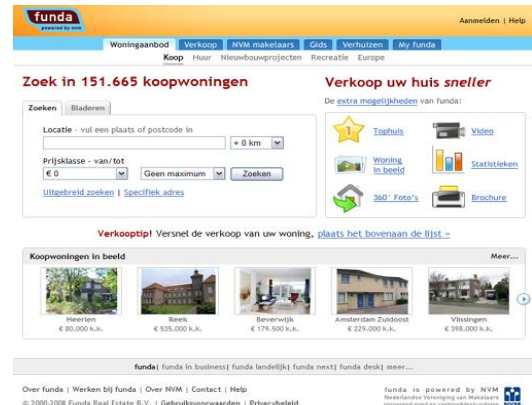 funda
powered by nvm
Aanmelden | Help
Woningaanbod Verkoop NVM makelaars Gids Verhuizen My funda
Koop Huur Nieuwbouwprojecten Recreatie Europe
Zoek in 151.665 koopwoningen
Zoeken Bladeren
Locatie - vul een plaats of postcode in
+ 0 km
Prijsklasse - van/tot
€ 0 Geen maximum Zoeken
Uitgebreid zoeken | Specifiek adres
Verkoop uw huis sneller
De extra mogelijkheden van funda:
Tophuis Video
Woning in beeld Statistieken
360° Foto's Brochure
Verkooptip! Versnel de verkoop van uw woning, plaats het bovenaan de lijst »
Koopwoningen in beeld Meer...
Heerlen Reek Beverwijk Amsterdam Zuidoost Vlissingen
€ 80.000 k.k. € 535.000 k.k. € 179.500 k.k. € 229.000 k.k. € 398.000 k.k.
funda| funda in business| funda landelijk| funda next| funda desk| meer...
Over funda | Werken bij funda | Over NVM | Contact | Help
© 2000-2008 Funda Real Estate B.V. | Gebruiksvoorwaarden | Privacybeleid
funda is powered by NVM
Nederlandse Vereniging van Makelaars
NVM